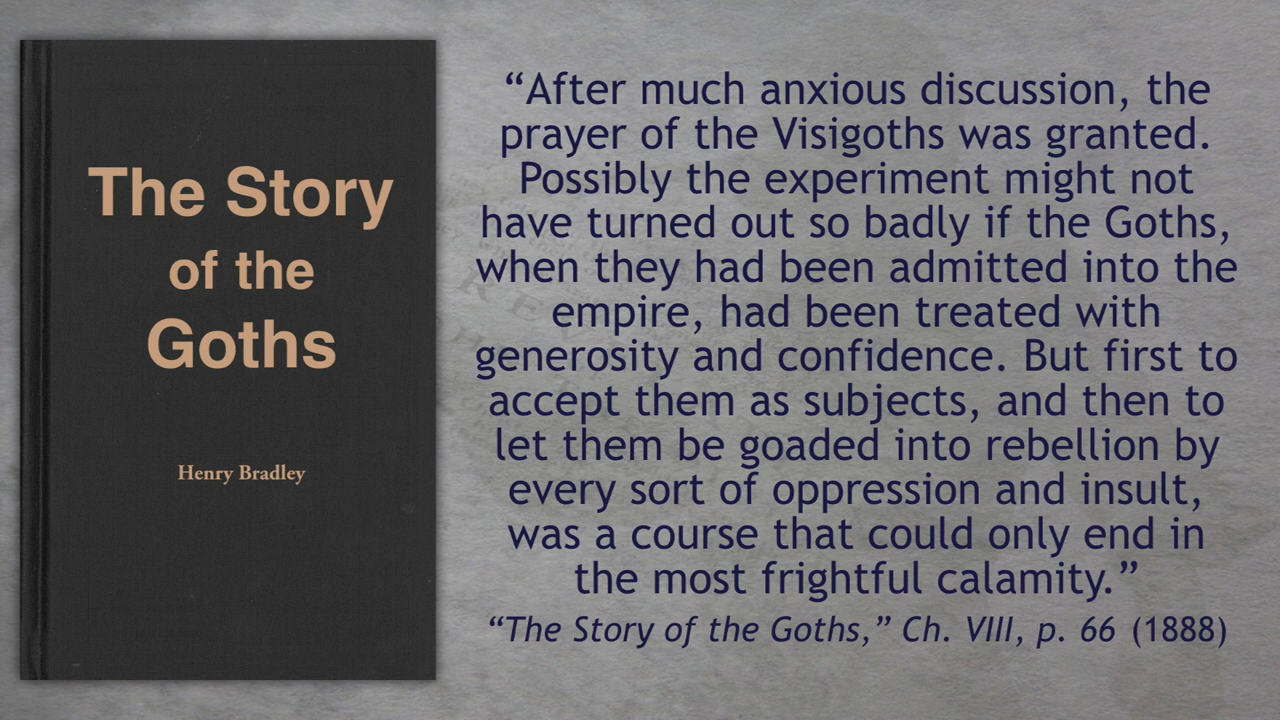 The Story
of the
Goths
Henry Bradley
“After much anxious discussion, the
prayer of the Visigoths was granted.
Possibly the experiment might not
have turned out so badly if the Goths,
when they had been admitted into the
empire, had been treated with
generosity and confidence. But first to
accept them as subjects, and then to
let them be goaded into rebellion by
every sort of oppression and insult,
was a course that could only end in
the most frightful calamity.”
“The Story of the Goths,” Ch. VIII, p. 66 (1888)